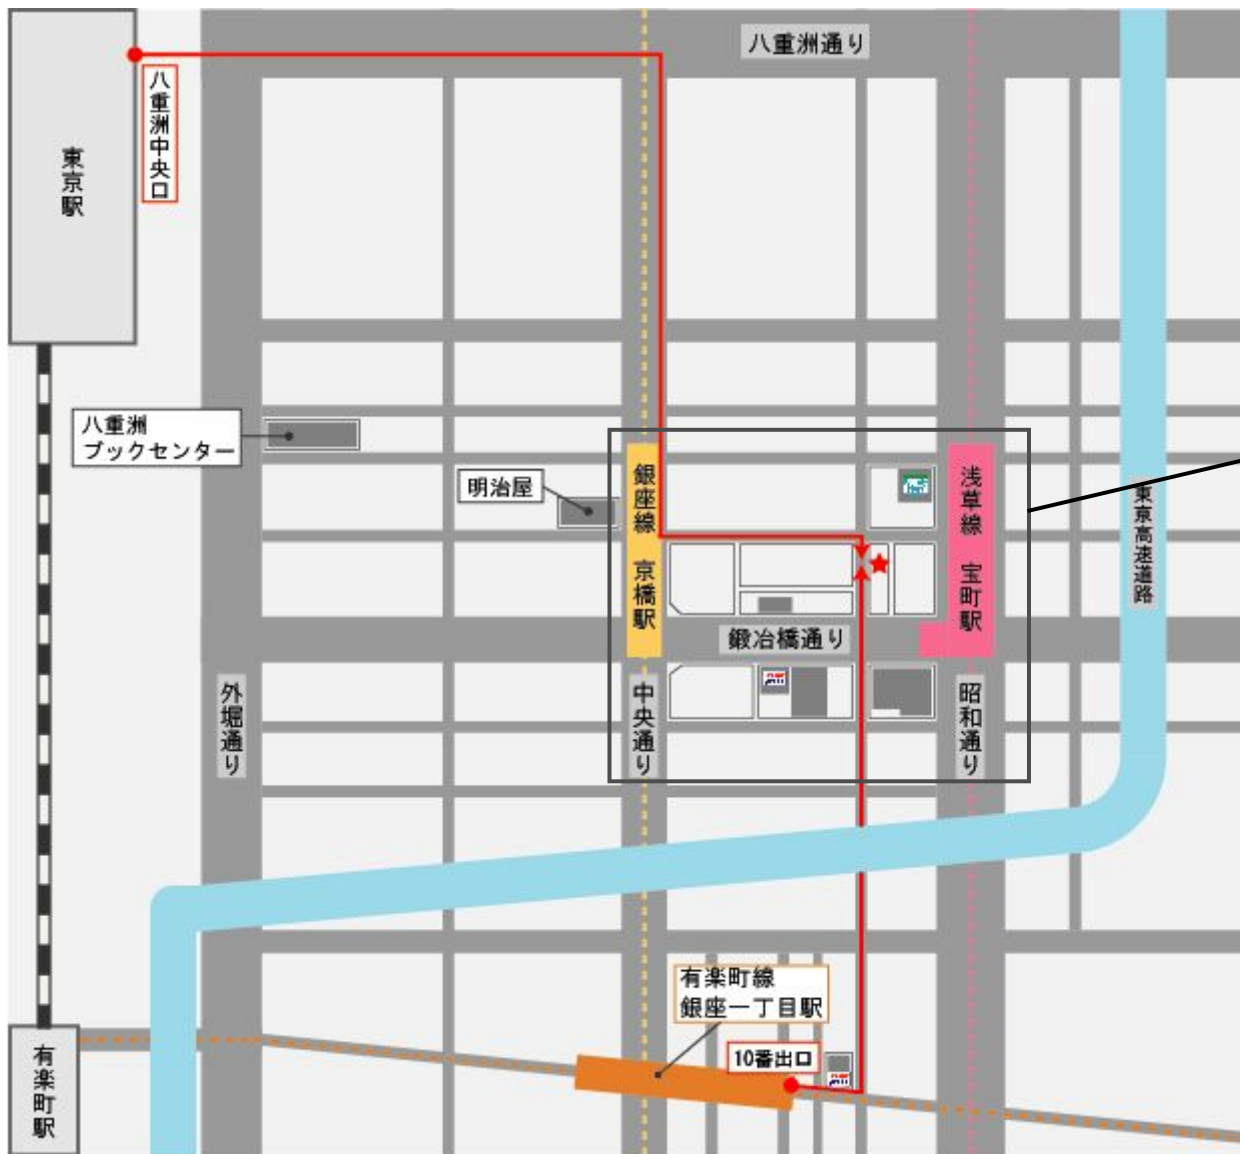 八重洲通り
八重洲中央口
東京駅
八重洲
ブックセンター
明治屋
銀座線 京橋駅
浅草線 宝町駅
東京高速道路
鍛冶橋通り
外堀通り
中央通り
昭和通り
有楽町線
銀座一丁目駅
10番出口
有楽町駅